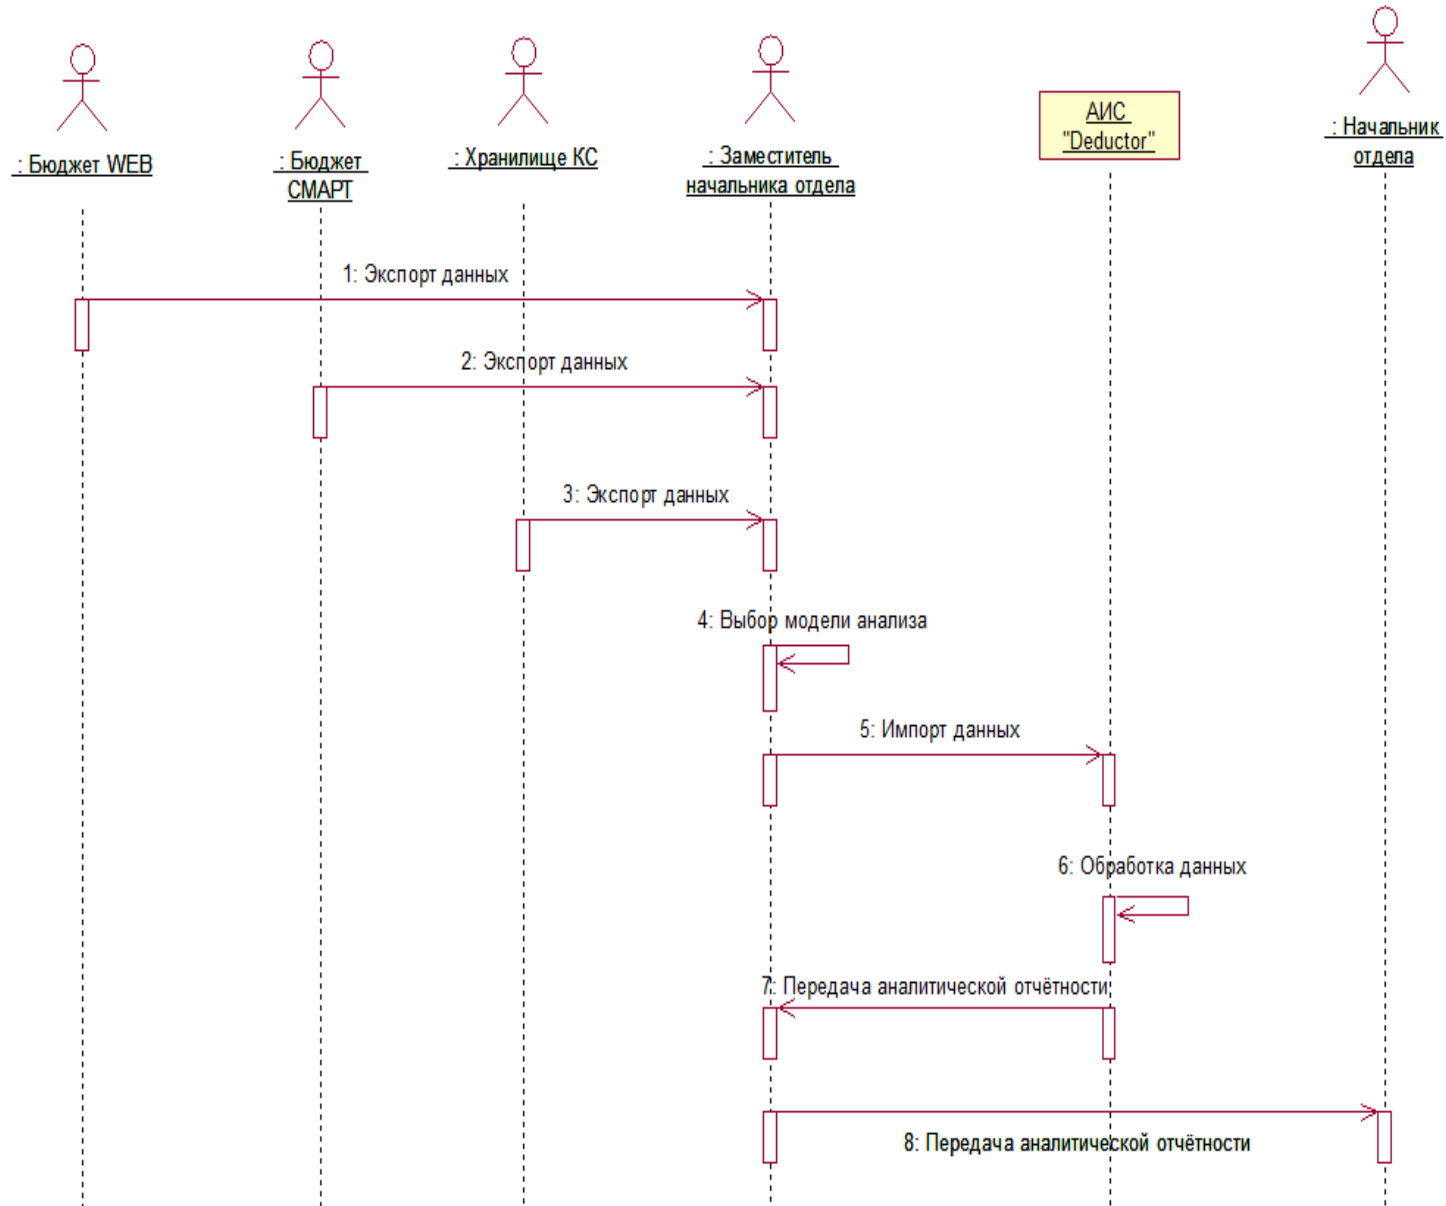 : Бюджет WEB
: Бюджет
СМАРТ
: Хранилище КС
: Заместитель
начальника отдела
АИС
"Deductor"
: Начальник
отдела
1: Экспорт данных
2: Экспорт данных
3: Экспорт данных
4: Выбор модели анализа
5: Импорт данных
6: Обработка данных
7: Передача аналитической отчётности
8: Передача аналитической отчётности